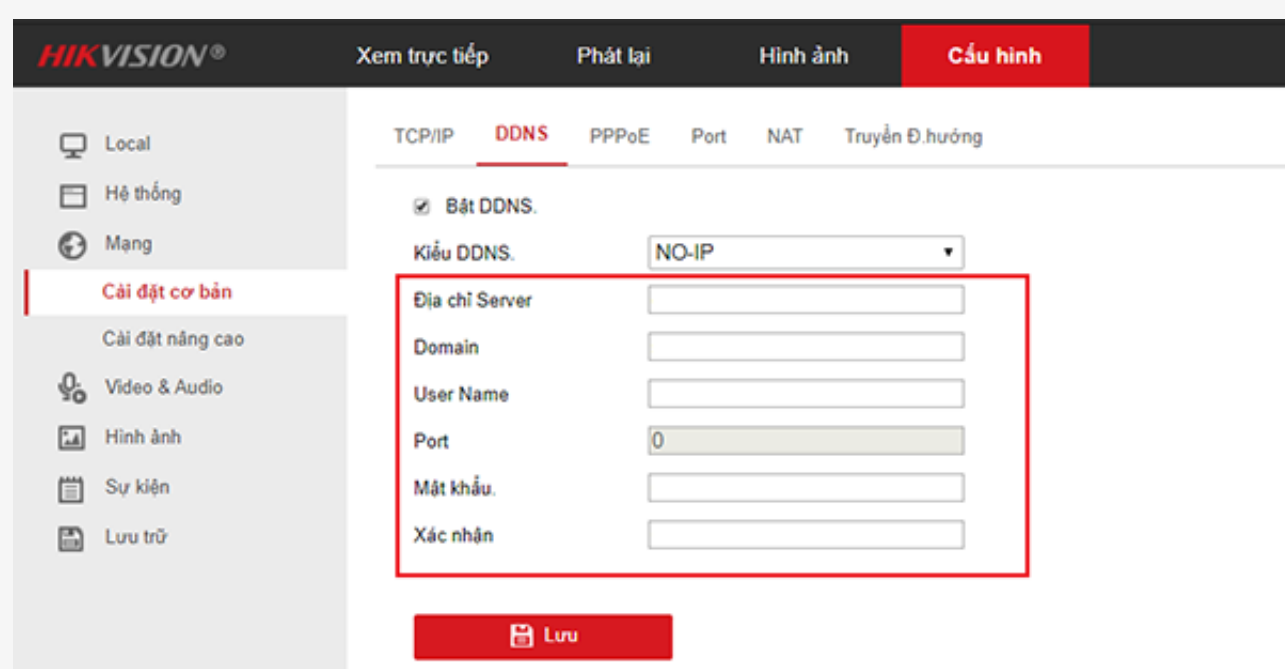 HIKVISION® Xem trực tiếp Phát lại Hình ảnh Cấu hình
TCP/IP DDNS PPPoE Port NAT Truyền Đ.hướng
Local
Hệ thống
Mạng
Cài đặt cơ bản
Cài đặt nâng cao
Video & Audio
Hình ảnh
Sự kiện
Lưu trữ
Bật DDNS.
Kiểu DDNS. NO-IP
Địa chỉ Server
Domain
User Name
Port 0
Mật khẩu.
Xác nhận
Lưu